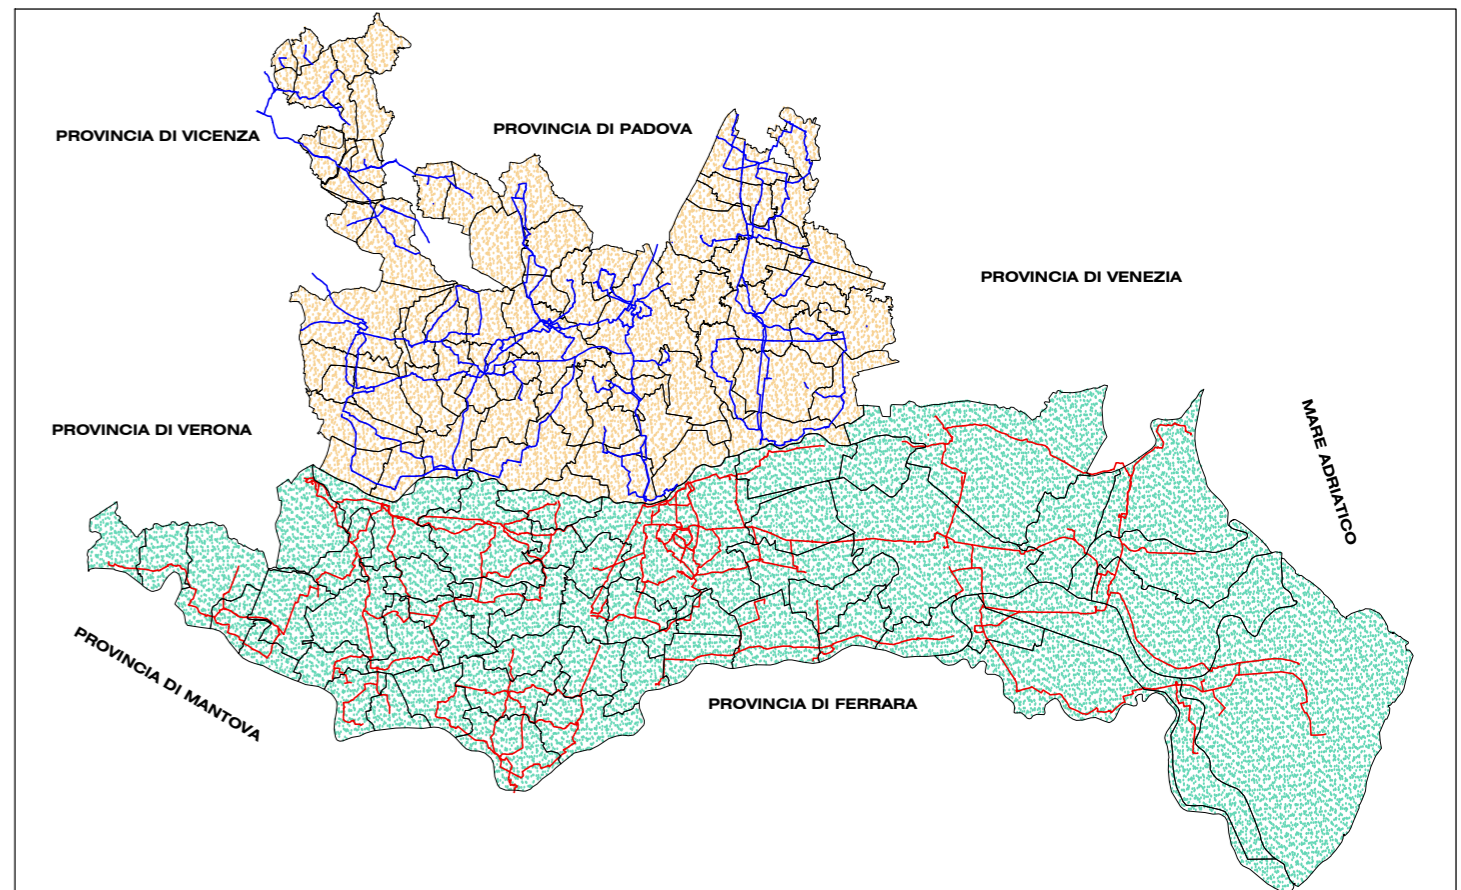 PROVINCIA DI VICENZA
PROVINCIA DI PADOVA
PROVINCIA DI VENEZIA
PROVINCIA DI VERONA
MARE ADRIATICO
PROVINCIA DI MANTOVA
PROVINCIA DI FERRARA